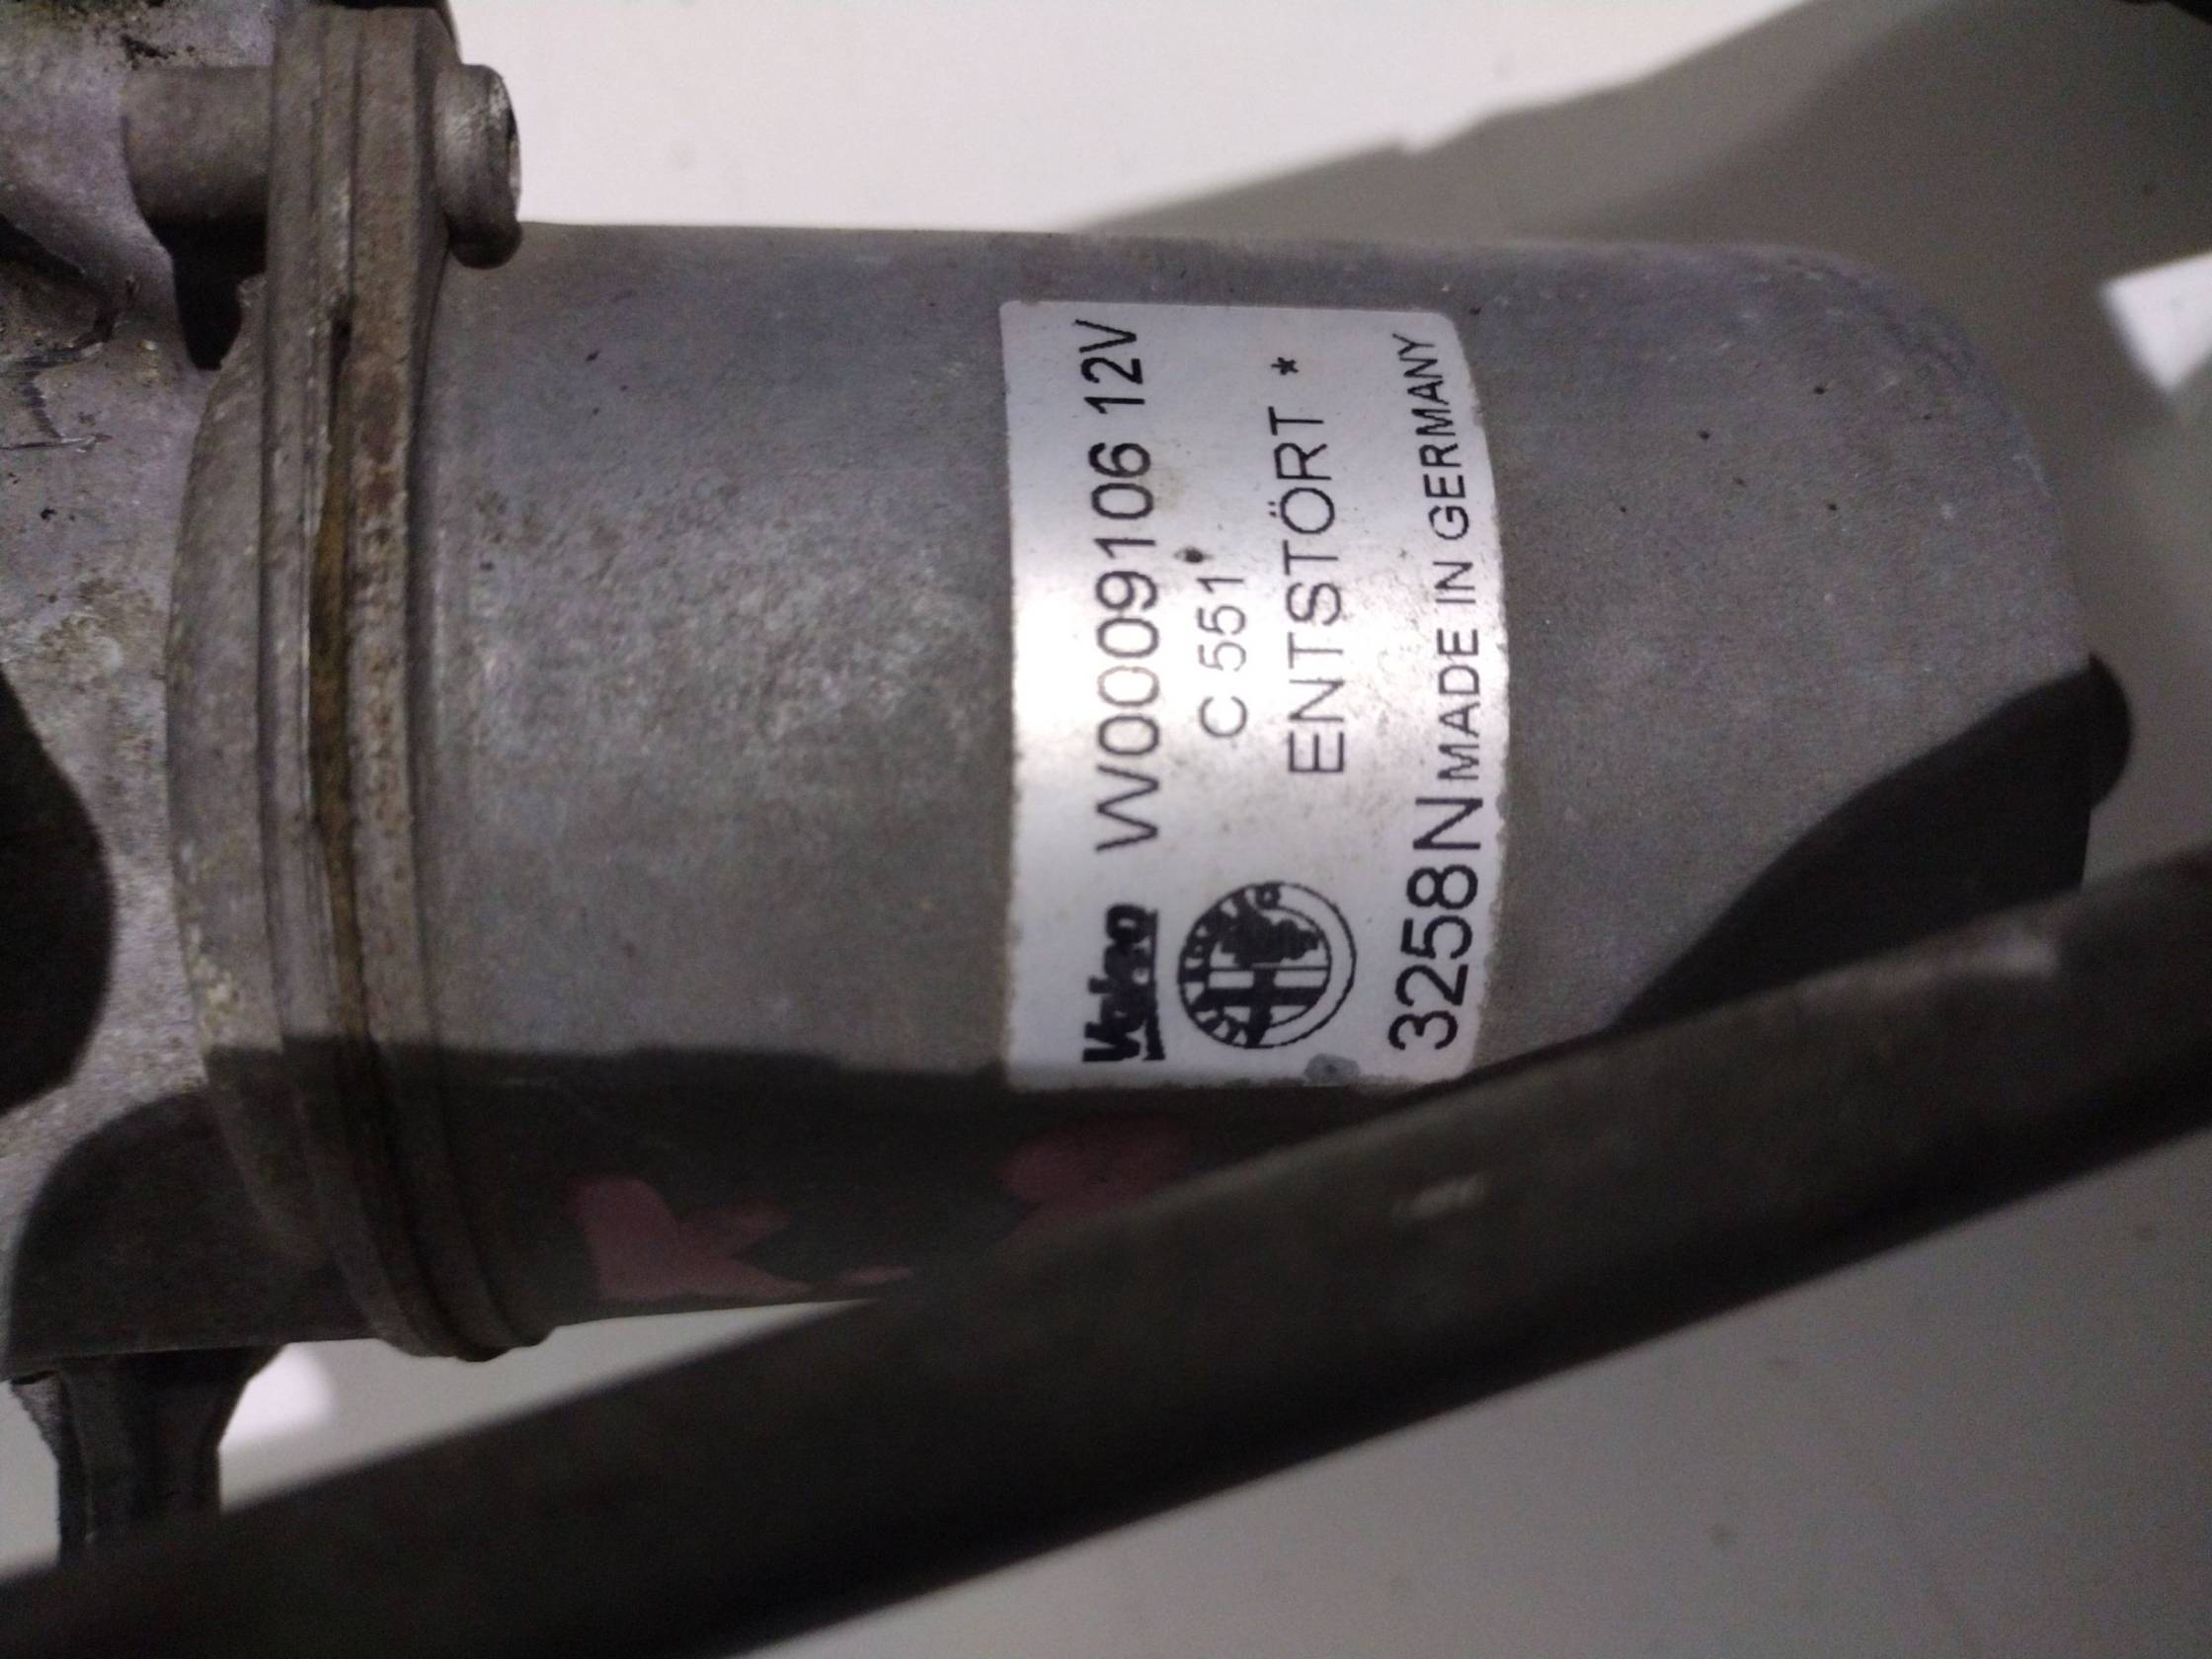 Valeo W0009106 12V
C 551
ENTSTÖRT *
3258N MADE IN GERMANY